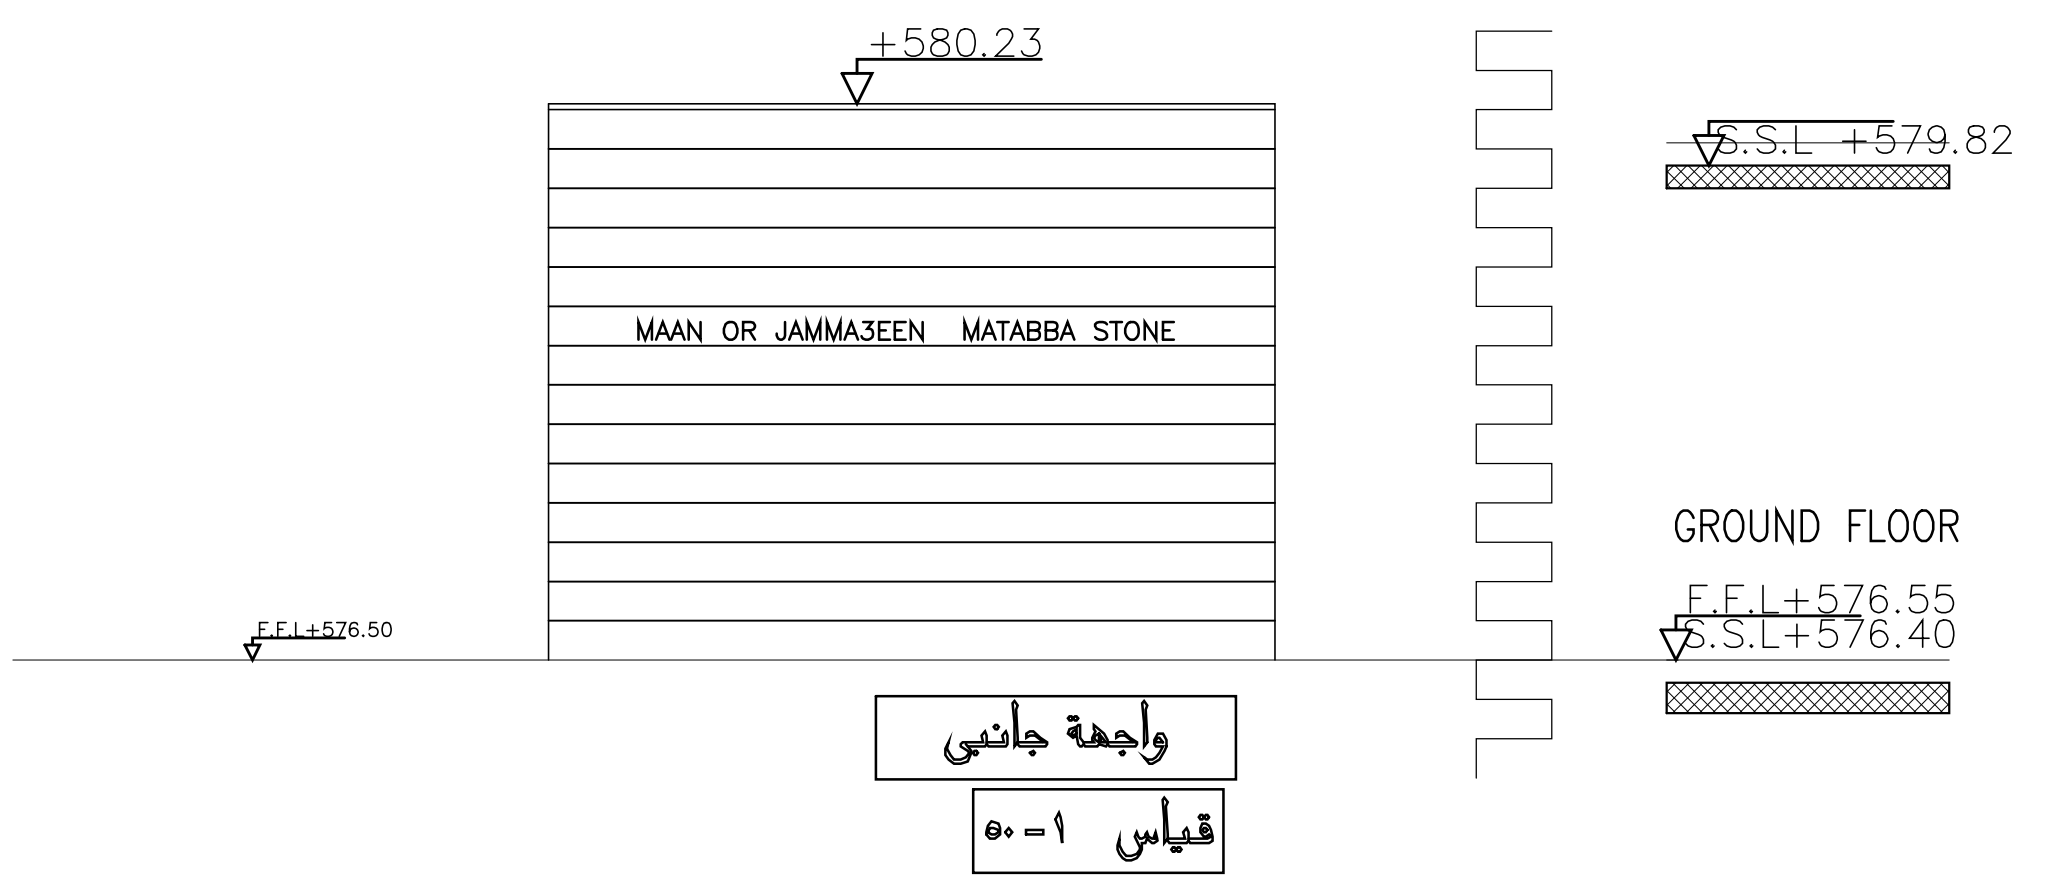 +580.23
S.S.L +579.82
MAAN OR JAMMA3EEN MATABBA STONE
GROUND FLOOR
F.F.L+576.55
F.F.L+576.50
S.S.L+576.40
واجهة جانبي
قياس ١-٥٠